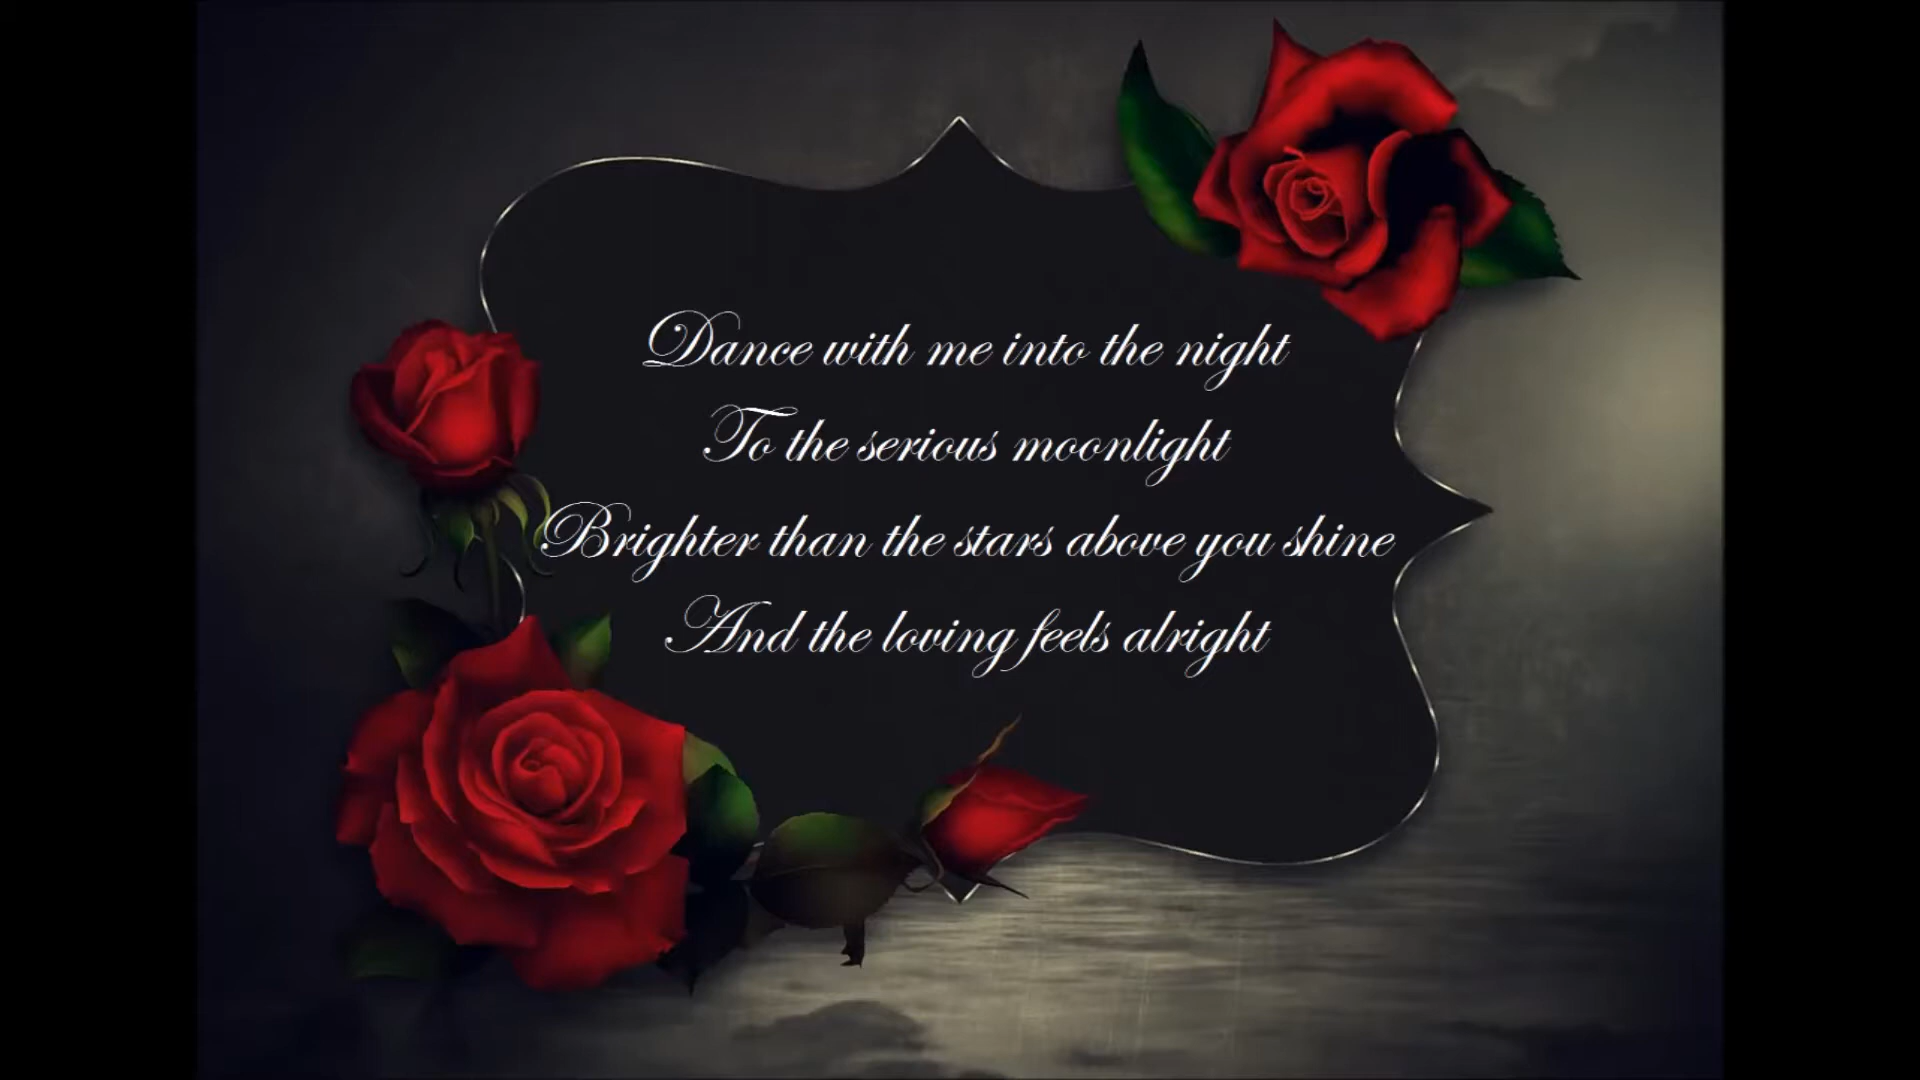 Dance with me into the night
To the serious moonlight
Brighter than the stars above you shine
And the loving feels alright